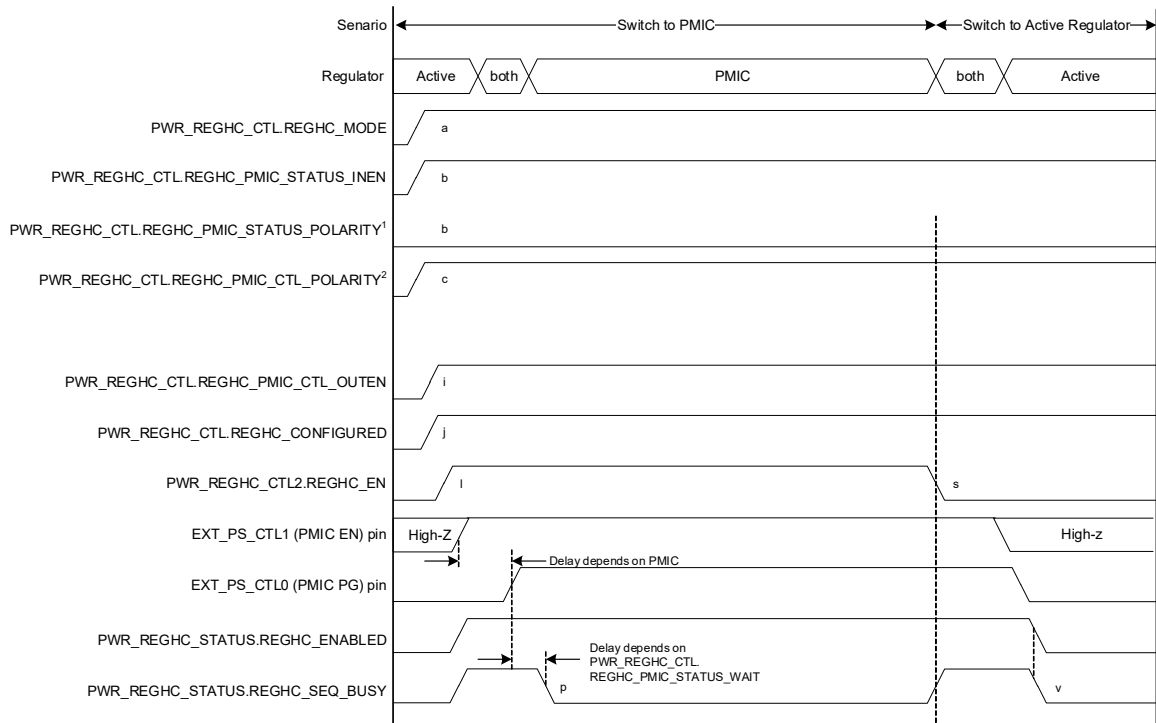 Senario
Switch to PMIC
Switch to Active Regulator
Regulator
Active
both
PMIC
both
Active
PWR_REGHC_CTL.REGHC_MODE
a
PWR_REGHC_CTL.REGHC_PMIC_STATUS_INEN
b
PWR_REGHC_CTL.REGHC_PMIC_STATUS_POLARITY¹
b
PWR_REGHC_CTL.REGHC_PMIC_CTL_POLARITY²
c
PWR_REGHC_CTL.REGHC_PMIC_CTL_OUTEN
i
PWR_REGHC_CTL.REGHC_CONFIGURED
j
PWR_REGHC_CTL2.REGHC_EN
l
s
EXT_PS_CTL1 (PMIC EN) pin
High-Z
High-z
Delay depends on PMIC
EXT_PS_CTL0 (PMIC PG) pin
PWR_REGHC_STATUS.REGHC_ENABLED
Delay depends on
PWR_REGHC_CTL.
REGHC_PMIC_STATUS_WAIT
PWR_REGHC_STATUS.REGHC_SEQ_BUSY
p
v